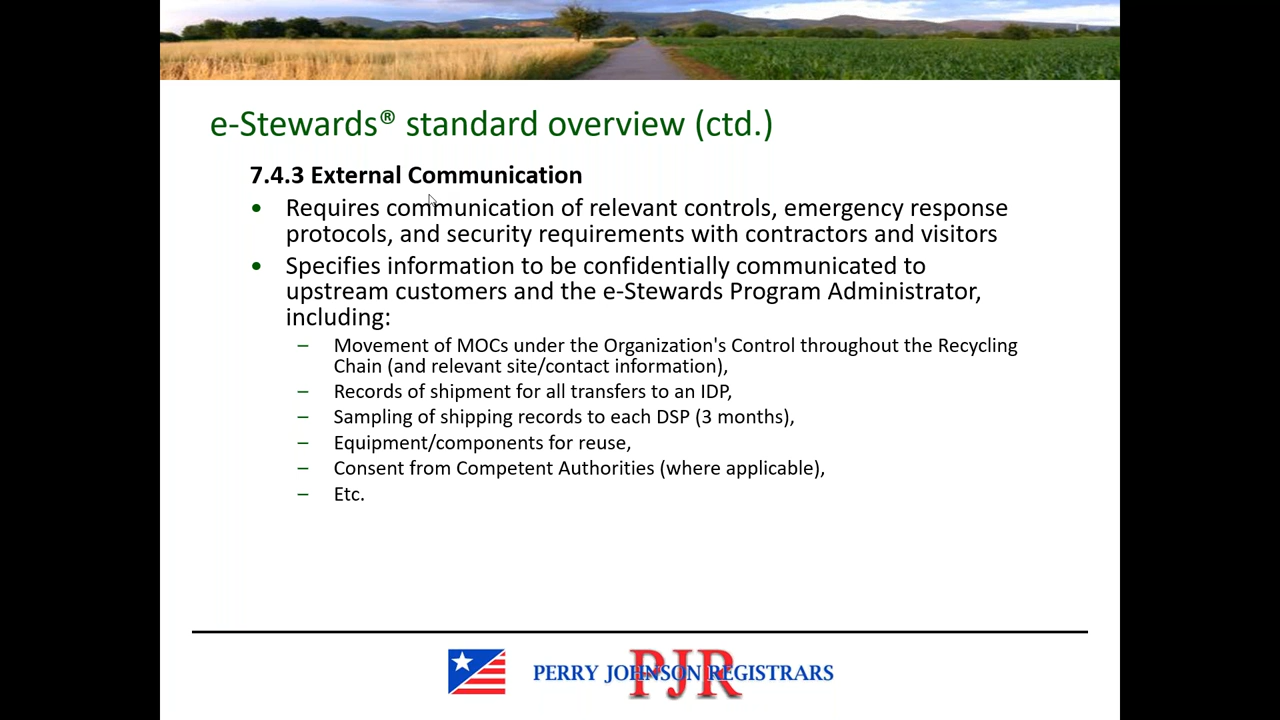 e-Stewards® standard overview (ctd.)
7.4.3 External Communication
• Requires communication of relevant controls, emergency response
protocols, and security requirements with contractors and visitors
• Specifies information to be confidentially communicated to
upstream customers and the e-Stewards Program Administrator,
including:
– Movement of MOCs under the Organization's Control throughout the Recycling
Chain (and relevant site/contact information),
– Records of shipment for all transfers to an IDP,
– Sampling of shipping records to each DSP (3 months),
– Equipment/components for reuse,
– Consent from Competent Authorities (where applicable),
– Etc.
PJR
PERRY JOHNSON REGISTRARS